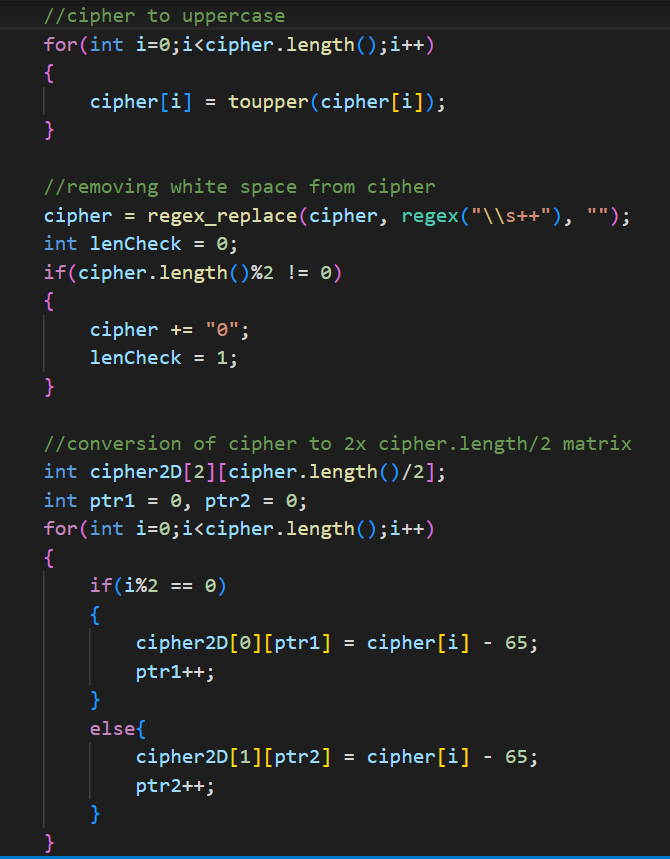 //cipher to uppercase
for(int i=0;i<cipher.length();i++)
{
    cipher[i] = toupper(cipher[i]);
}

//removing white space from cipher
cipher = regex_replace(cipher, regex("\\s++"), "");
int lenCheck = 0;
if(cipher.length()%2 != 0)
{
    cipher += "0";
    lenCheck = 1;
}

//conversion of cipher to 2x cipher.length/2 matrix
int cipher2D[2][cipher.length()/2];
int ptr1 = 0, ptr2 = 0;
for(int i=0;i<cipher.length();i++)
{
    if(i%2 == 0)
    {
        cipher2D[0][ptr1] = cipher[i] - 65;
        ptr1++;
    }
    else{
        cipher2D[1][ptr2] = cipher[i] - 65;
        ptr2++;
    }
}